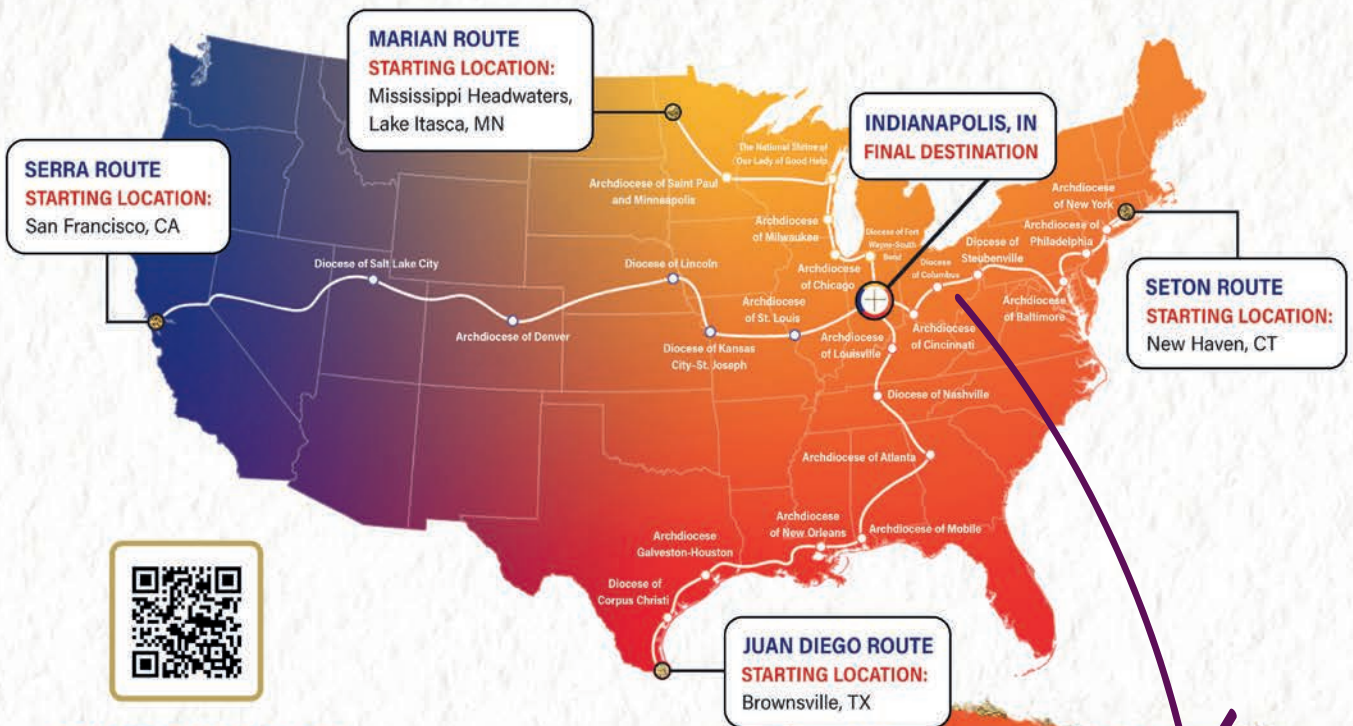 MARIAN ROUTE
STARTING LOCATION:
Mississippi Headwaters,
Lake Itasca, MN
INDIANAPOLIS, IN
FINAL DESTINATION
SERRA ROUTE
STARTING LOCATION:
San Francisco, CA
The National Shrine of
Our Lady of Good Help
Archdiocese of Saint Paul
and Minneapolis
Archdiocese
of New York
Archdiocese of
Philadelphia
Archdiocese
of Milwaukee
Diocese of Fort
Wayne-South
Bend
Diocese of
Steubenville
Diocese
of Columbus
Diocese of Salt Lake City
Diocese of Lincoln
Archdiocese
of Chicago
SETON ROUTE
STARTING LOCATION:
New Haven, CT
Archdiocese
of St. Louis
Archdiocese
of Baltimore
Archdiocese of Denver
Archdiocese
of Louisville
Archdiocese
of Cincinnati
Diocese of Kansas
City-St. Joseph
Diocese of Nashville
Archdiocese of Atlanta
Archdiocese
of New Orleans
Archdiocese of Mobile
Archdiocese
Galveston-Houston
Diocese of
Corpus Christi
JUAN DIEGO ROUTE
STARTING LOCATION:
Brownsville, TX